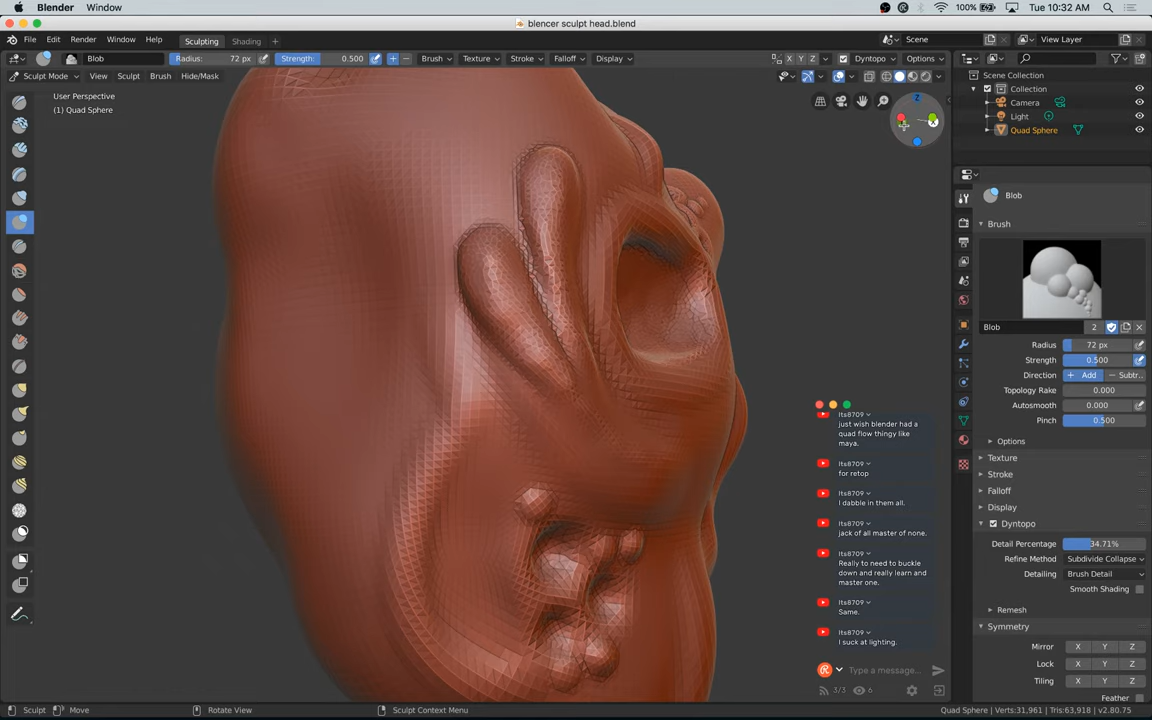 Blender Window 100% Tue 10:32 AM
blencer sculpt head.blend
File Edit Render Window Help Sculpting Shading + Scene View Layer
Blob Radius: 72 px Strength: 0.500 + − Brush Texture Stroke Falloff Display X Y Z Dyntopo Options
Sculpt Mode View Sculpt Brush Hide/Mask
User Perspective
(1) Quad Sphere
Z
X
Scene Collection
Collection
Camera
Light
Quad Sphere
Blob
Brush
Blob 2
Radius 72 px
Strength 0.500
Direction + Add − Subtr..
Topology Rake 0.000
Autosmooth 0.000
Pinch 0.500
Options
Texture
Stroke
Falloff
Display
Dyntopo
Detail Percentage 34.71%
Refine Method Subdivide Collapse
Detailing Brush Detail
Smooth Shading
Remesh
Symmetry
Mirror X Y Z
Lock X Y Z
Tiling X Y Z
Feather
Its8709
just wish blender had a
quad flow thingy like
maya.
Its8709
for retop
Its8709
I dabble in them all.
Its8709
jack of all master of none.
Its8709
Really to need to buckle
down and really learn and
master one.
Its8709
Same.
Its8709
I suck at lighting.
Type a message...
3/3 6
Sculpt Move Rotate View Sculpt Context Menu Quad Sphere | Verts:31,961 | Tris:63,918 | v2.80.75